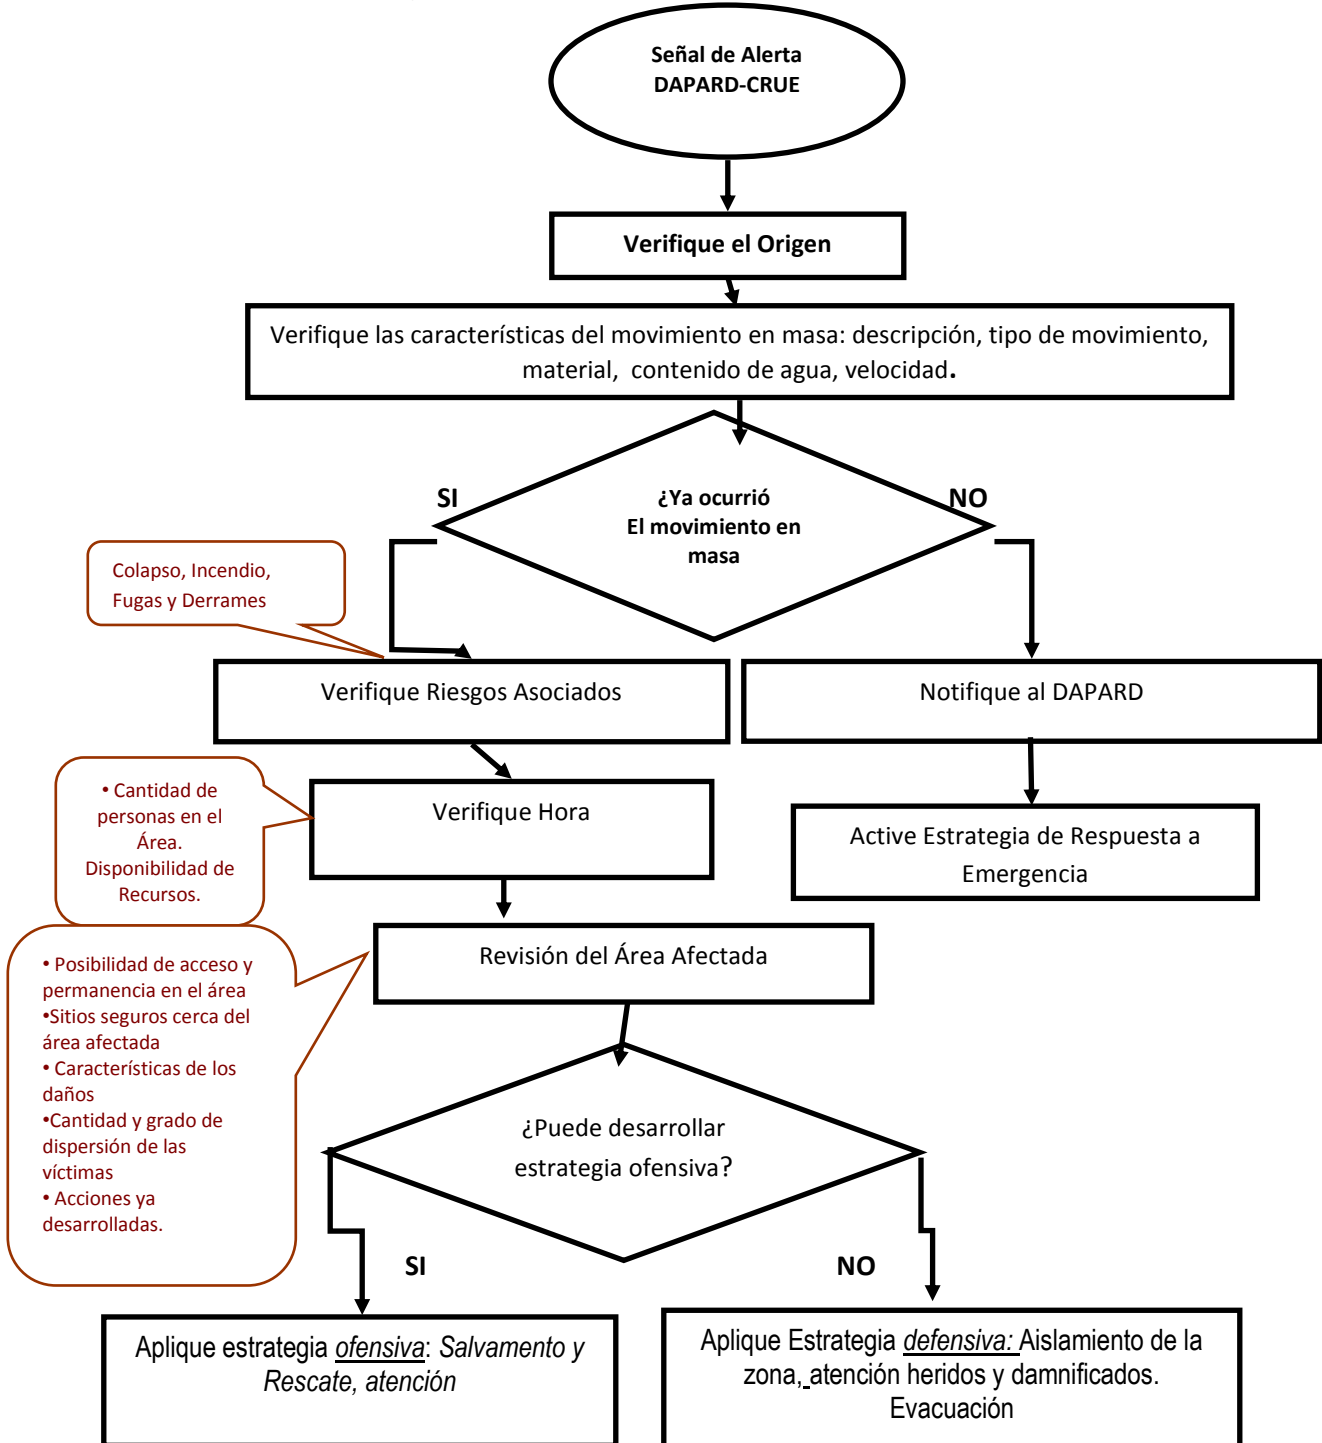 Señal de Alerta
DAPARD-CRUE
Verifique el Origen
Verifique las características del movimiento en masa: descripción, tipo de movimiento,
material, contenido de agua, velocidad.
SI
NO
¿Ya ocurrió
El movimiento en
masa
Colapso, Incendio,
Fugas y Derrames
Verifique Riesgos Asociados
Notifique al DAPARD
• Cantidad de
personas en el
Área.
Disponibilidad de
Recursos.
Verifique Hora
Active Estrategia de Respuesta a
Emergencia
Revisión del Área Afectada
• Posibilidad de acceso y
permanencia en el área
•Sitios seguros cerca del
área afectada
• Características de los
daños
•Cantidad y grado de
dispersión de las
víctimas
• Acciones ya
desarrolladas.
¿Puede desarrollar
estrategia ofensiva?
SI
NO
Aplique estrategia ofensiva: Salvamento y
Rescate, atención
Aplique Estrategia defensiva: Aislamiento de la
zona, atención heridos y damnificados.
Evacuación